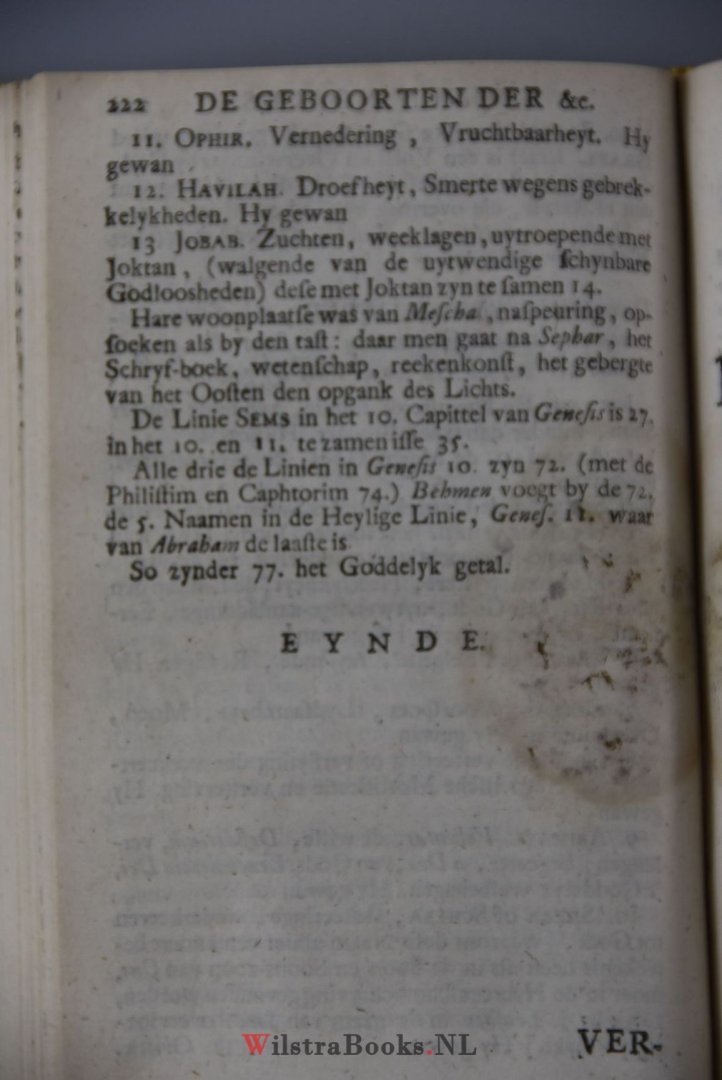 222 DE GEBOORTEN DER &c.
11. OPHIR. Vernedering, Vruchtbaarheyt. Hy
gewan
12. HAVILAH. Droefheyt, Smerte wegens gebrek-
kelykheden. Hy gewan
13 JOBAB. Zuchten, weeklagen, uytroepende met
Joktan, (walgende van de uytwendige ſchynbare
Godlooſheden) deſe met Joktan zyn te ſamen 14.
Hare woonplaatſe was van Meſcha, naſpeuring, op-
ſoeken als by den taſt: daar men gaat na Sephar, het
Schryf-boek, wetenſchap, reekenkonſt, het gebergte
van het Ooſten den opgank des Lichts.
De Linie SEMS in het 10. Capittel van Geneſis is 27.
in het 10. en 11. te zamen iſſe 35.
Alle drie de Linien in Geneſis 10. zyn 72. (met de
Philiſtim en Caphtorim 74.) Behmen voegt by de 72.
de 5. Naamen in de Heylige Linie, Geneſ. 11. waar
van Abraham de laaſte is
So zynder 77. het Goddelyk getal.
EYNDE.
VER-
WilstraBooks.NL